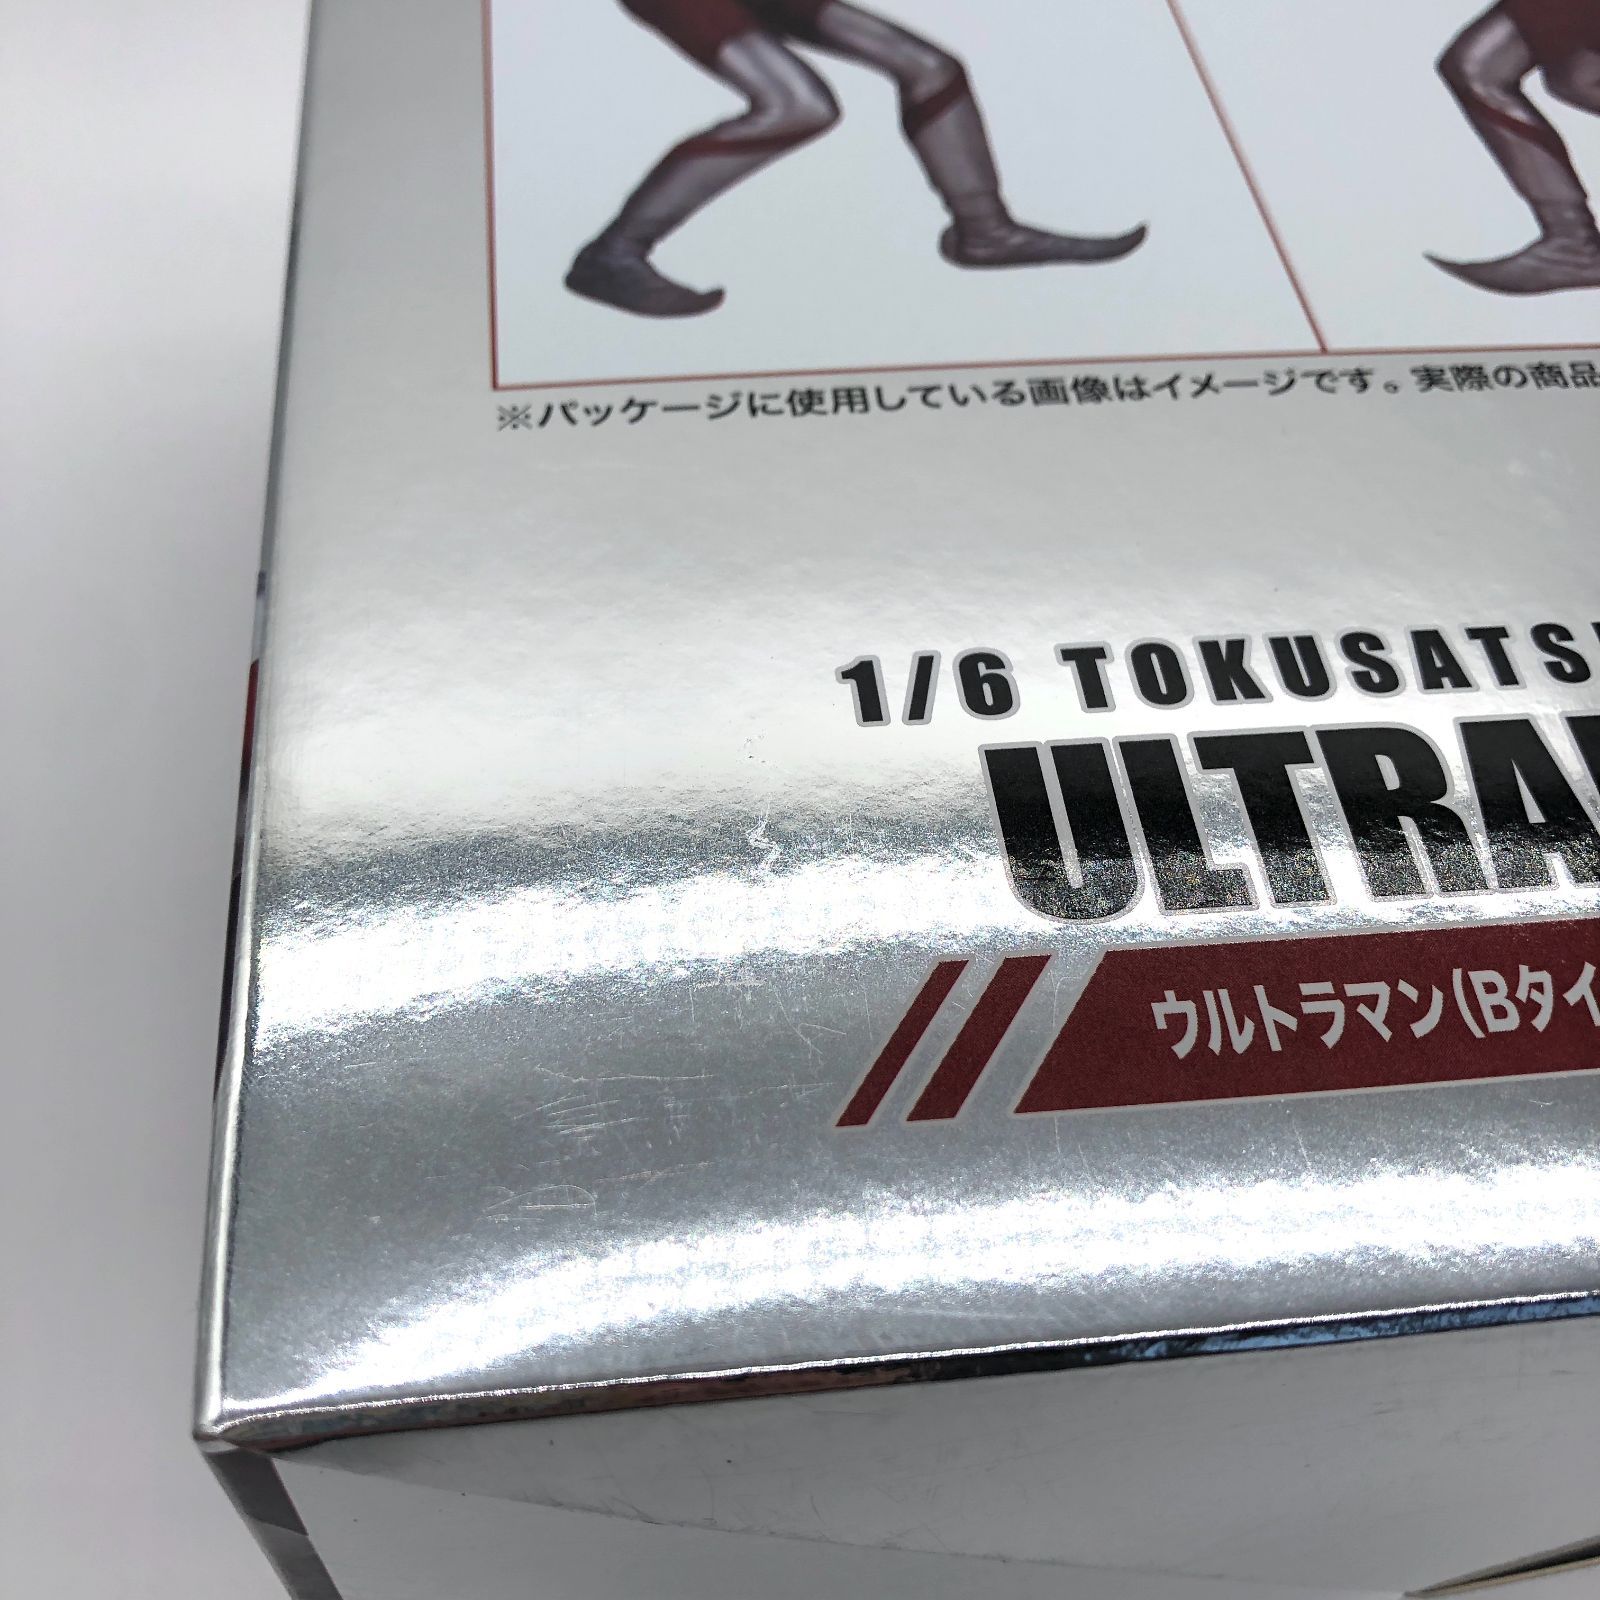 ※パッケージに使用している画像はイメージです。実際の商品
1/6 TOKUSATS
ULTRA
ウルトラマン(Bタイ